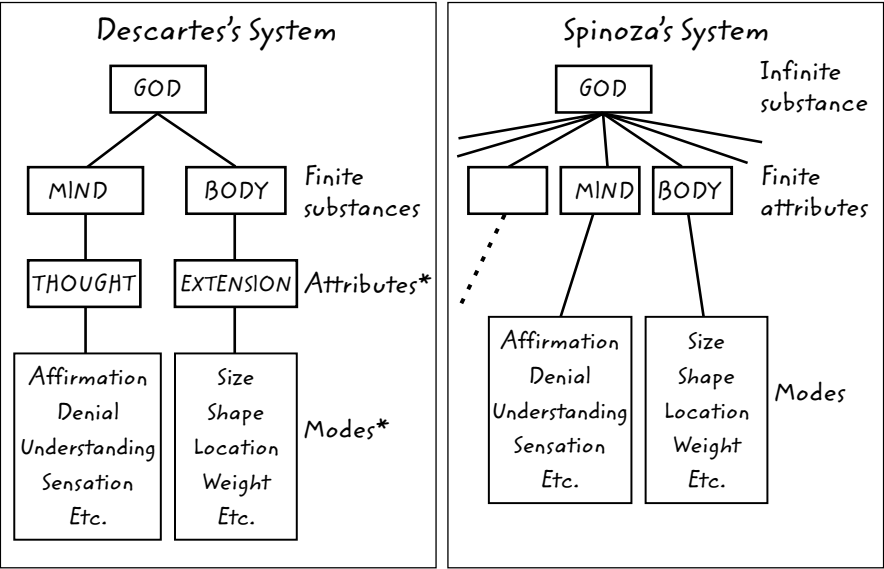 Descartes's System
GOD
MIND
BODY
Finite
substances
THOUGHT
EXTENSION
Attributes*
Affirmation
Denial
Understanding
Sensation
Etc.
Size
Shape
Location
Weight
Etc.
Modes*
Spinoza's System
GOD
Infinite
substance
MIND
BODY
Finite
attributes
Affirmation
Denial
Understanding
Sensation
Etc.
Size
Shape
Location
Weight
Etc.
Modes